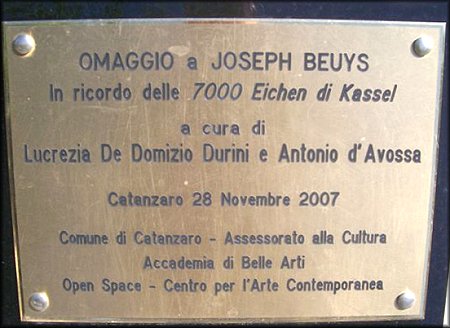 OMAGGIO a JOSEPH BEUYS
In ricordo delle 7000 Eichen di Kassel
a cura di
Lucrezia De Domizio Durini e Antonio d'Avossa
Catanzaro 28 Novembre 2007
Comune di Catanzaro - Assessorato alla Cultura
Accademia di Belle Arti
Open Space - Centro per l'Arte Contemporanea